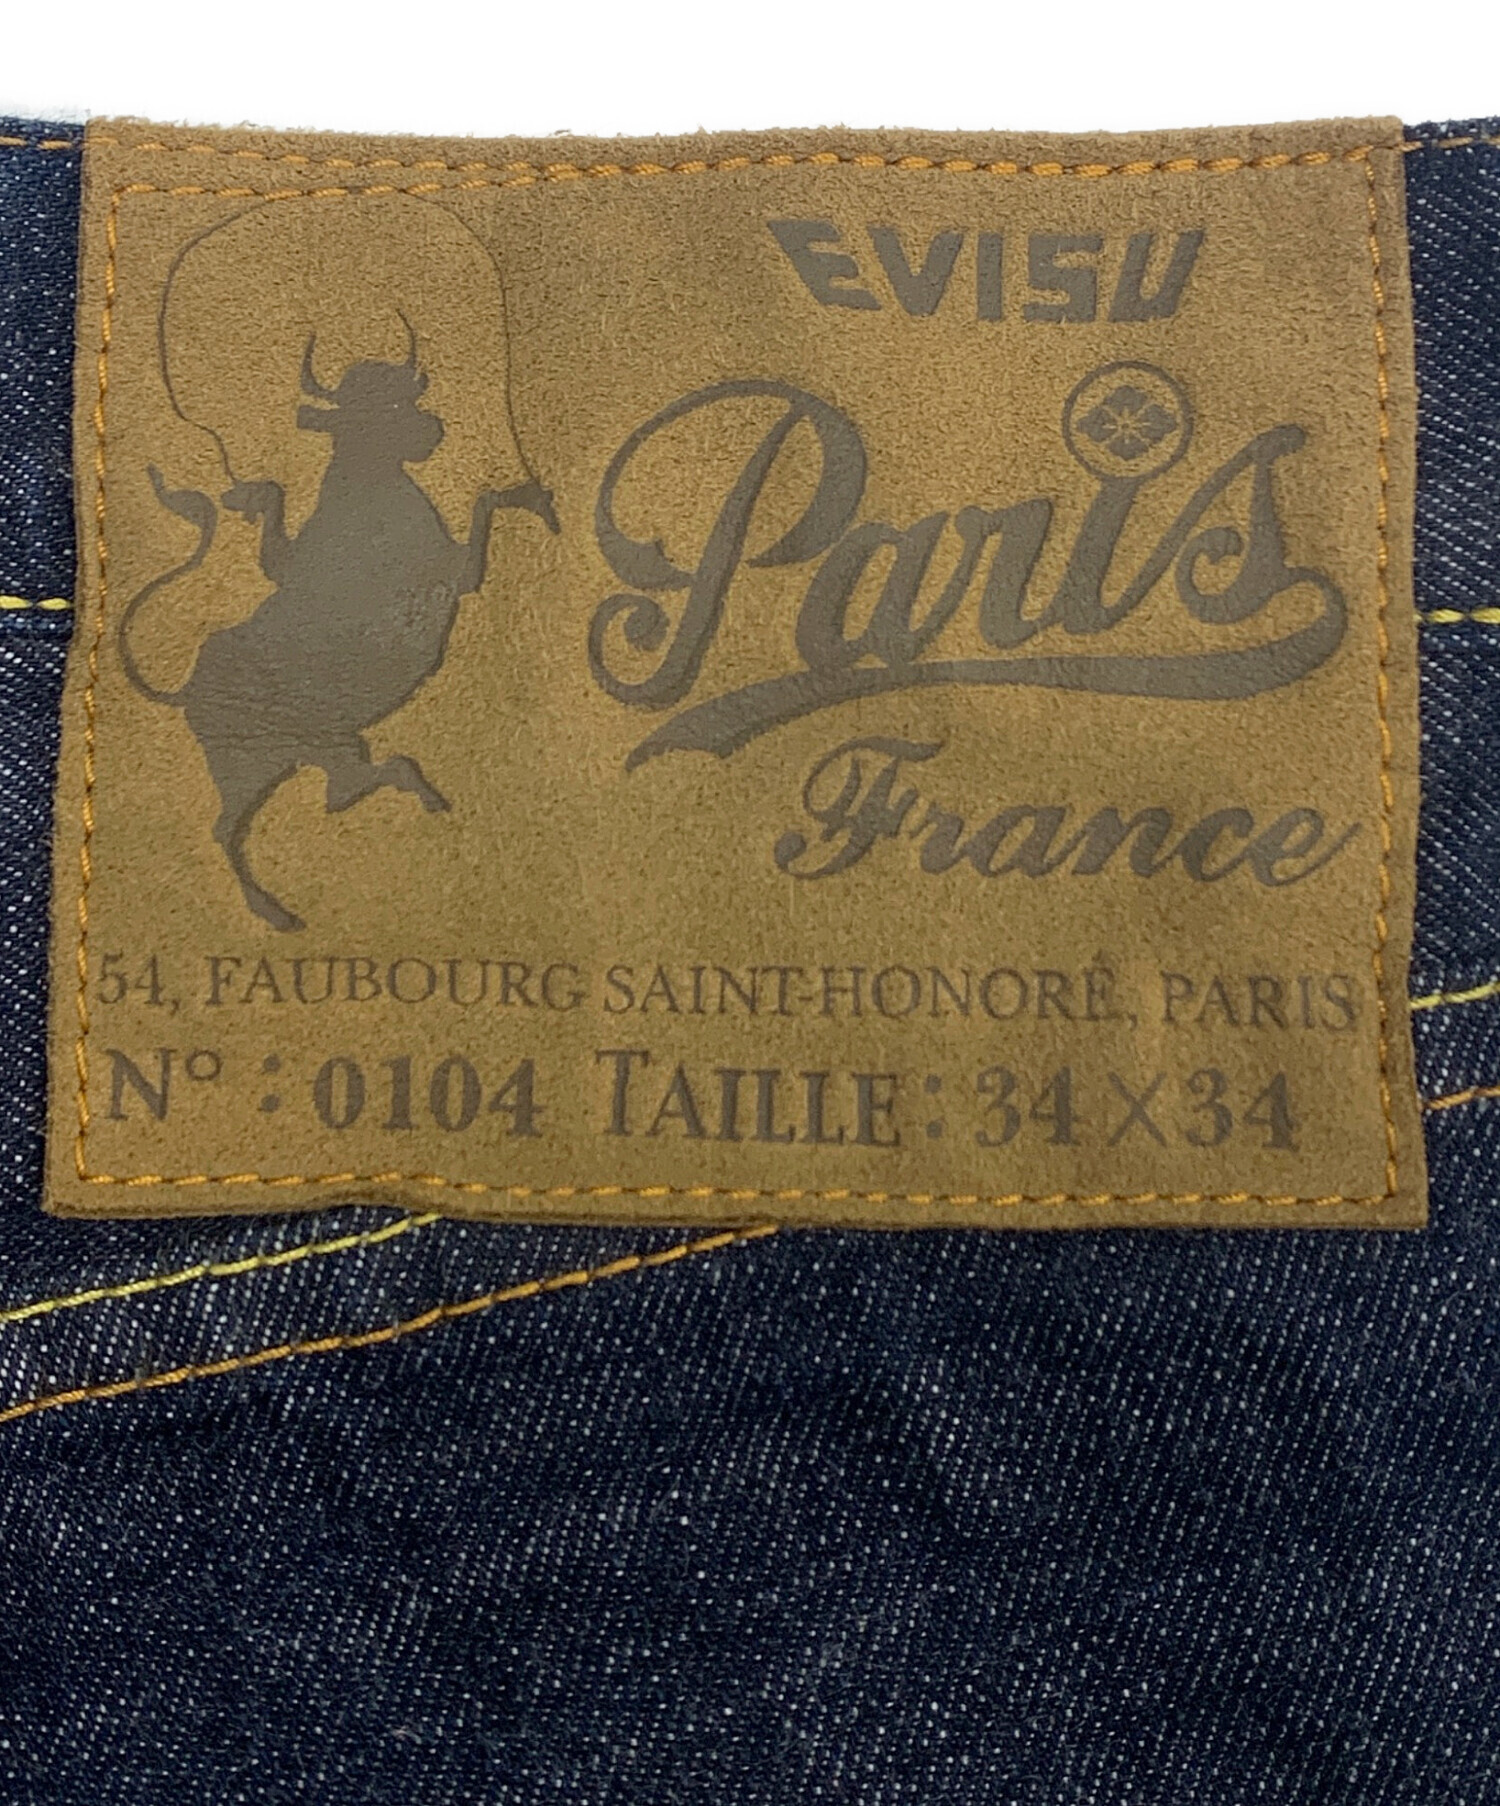 EVISU
Paris
France
54, FAUBOURG SAINT-HONORÉ, PARIS
N° : 0104 TAILLE : 34 X 34